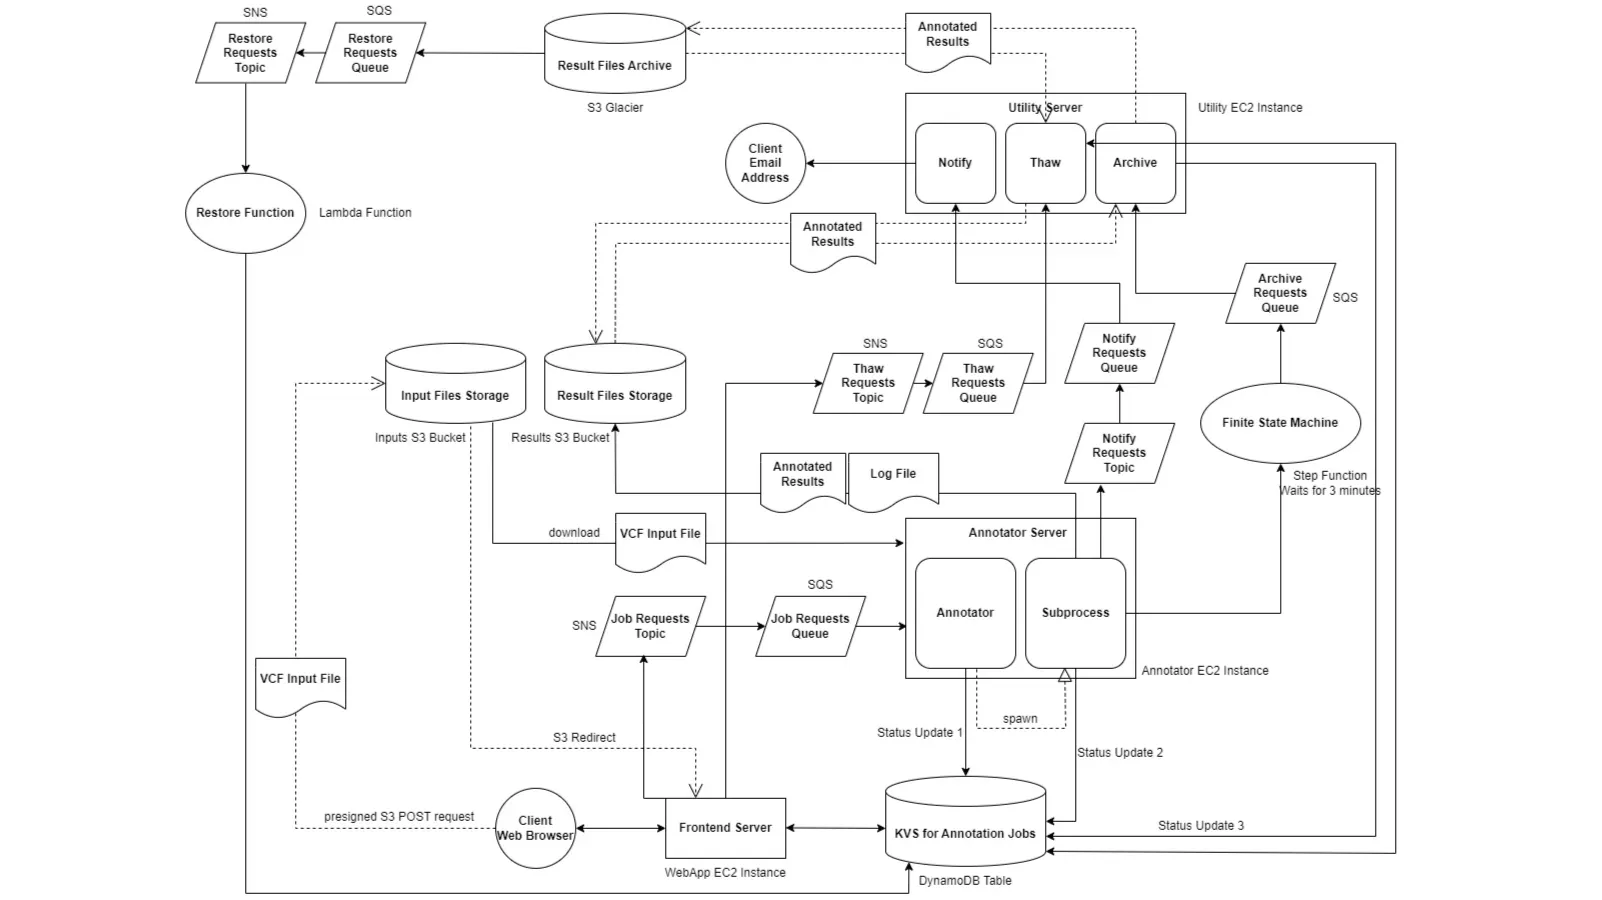 SNS
SQS
Restore
Requests
Topic
Restore
Requests
Queue
Result Files Archive
S3 Glacier
Annotated
Results
Utility Server
Utility EC2 Instance
Client
Email
Address
Notify
Thaw
Archive
Restore Function
Lambda Function
Annotated
Results
Archive
Requests
Queue
SQS
Notify
Requests
Queue
SNS
SQS
Thaw
Requests
Topic
Thaw
Requests
Queue
Input Files Storage
Result Files Storage
Inputs S3 Bucket
Results S3 Bucket
Finite State Machine
Step Function
Waits for 3 minutes
Notify
Requests
Topic
Annotated
Results
Log File
download
VCF Input File
Annotator Server
Annotator
Subprocess
SQS
SNS
Job Requests
Topic
Job Requests
Queue
Annotator EC2 Instance
VCF Input File
spawn
Status Update 1
S3 Redirect
Status Update 2
presigned S3 POST request
Client
Web Browser
Frontend Server
KVS for Annotation Jobs
Status Update 3
WebApp EC2 Instance
DynamoDB Table